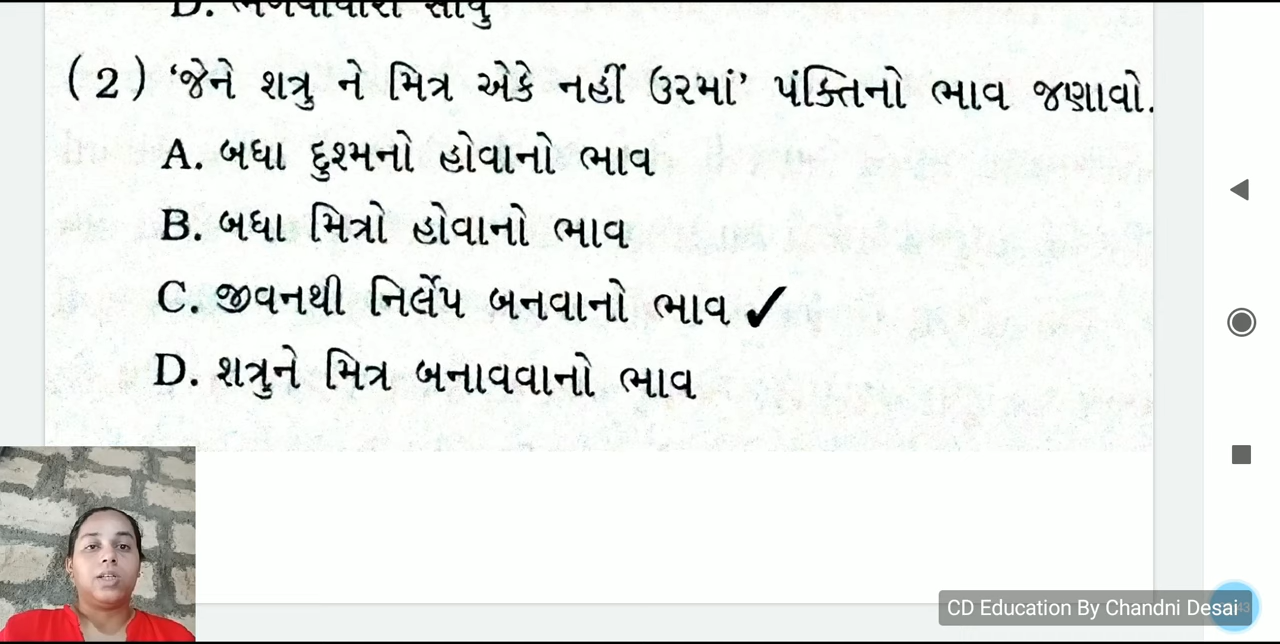 (2) ‘જેને શત્રુ ને મિત્ર એકે નહીં ઉરમાં’ પંક્તિનો ભાવ જણાવો.
A. બધા દુશ્મનો હોવાનો ભાવ
B. બધા મિત્રો હોવાનો ભાવ
C. જીવનથી નિર્લેપ બનવાનો ભાવ ✓
D. શત્રુને મિત્ર બનાવવાનો ભાવ
CD Education By Chandni Desai